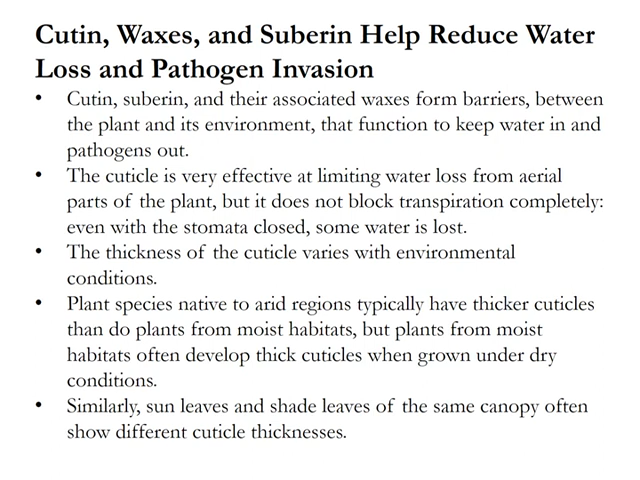 Cutin, Waxes, and Suberin Help Reduce Water
Loss and Pathogen Invasion
• Cutin, suberin, and their associated waxes form barriers, between
the plant and its environment, that function to keep water in and
pathogens out.
• The cuticle is very effective at limiting water loss from aerial
parts of the plant, but it does not block transpiration completely:
even with the stomata closed, some water is lost.
• The thickness of the cuticle varies with environmental
conditions.
• Plant species native to arid regions typically have thicker cuticles
than do plants from moist habitats, but plants from moist
habitats often develop thick cuticles when grown under dry
conditions.
• Similarly, sun leaves and shade leaves of the same canopy often
show different cuticle thicknesses.